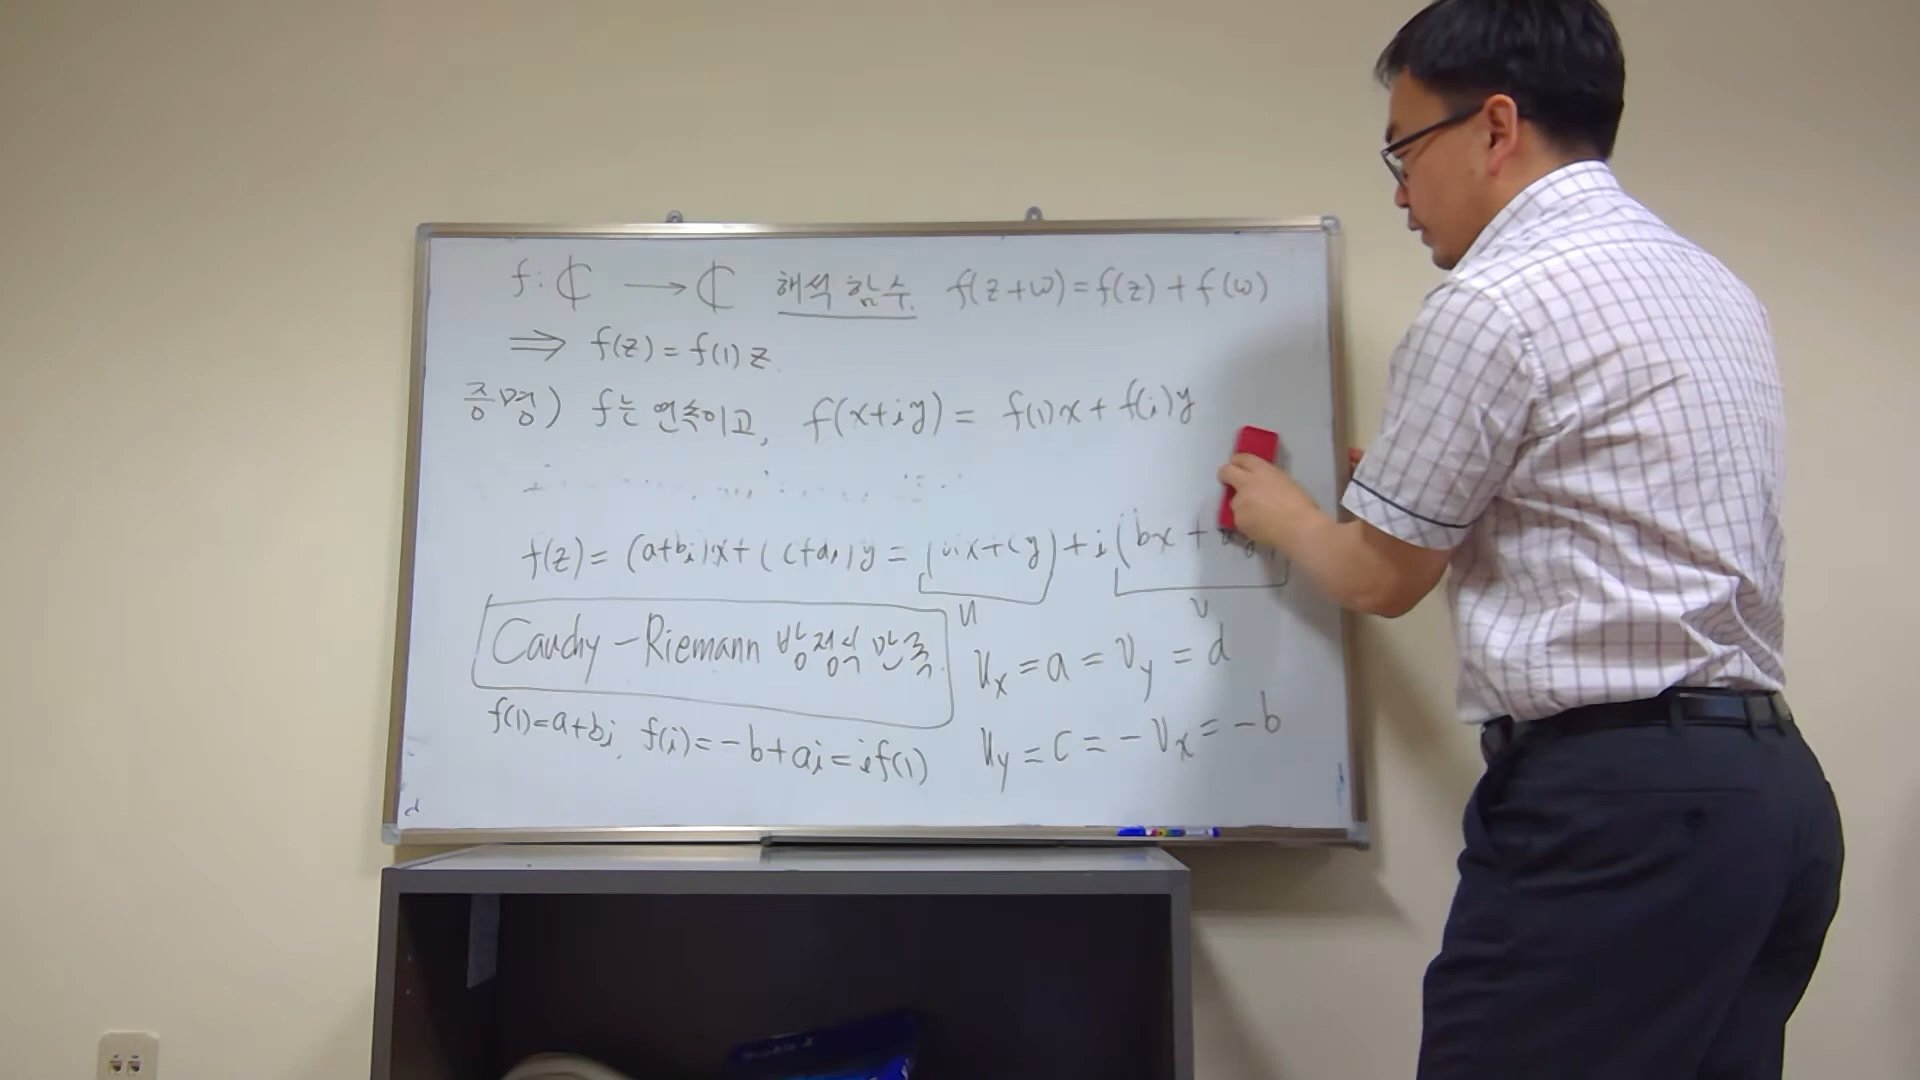 f : ℂ → ℂ 해석 함수. f(z+w)=f(z)+f(w)
⇒ f(z)=f(1)z.
증명) f는 연속이고, f(x+iy)= f(1)x+f(i)y
f(z)=(a+bi)x+(c+di)y = (ax+cy)+i(bx+dy)
u v
Cauchy-Riemann 방정식 만족.
u_x=a=v_y=d
f(1)=a+bi, f(i)=-b+ai=if(1)
u_y=c=-v_x=-b